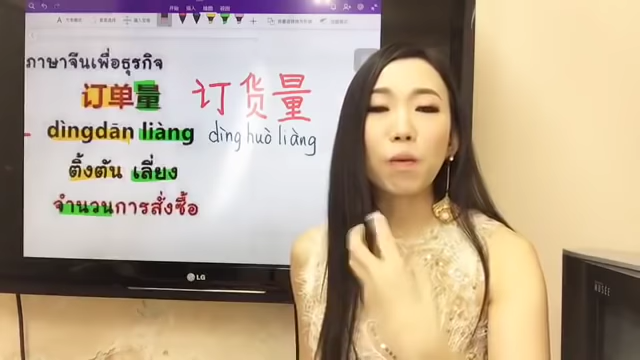 ภาษาจีนเพื่อธุรกิจ
订单量
订货量
dìngdān liàng
dìng huò liàng
ติ้งตัน เลี่ยง
จำนวนการสั่งซื้อ
LG